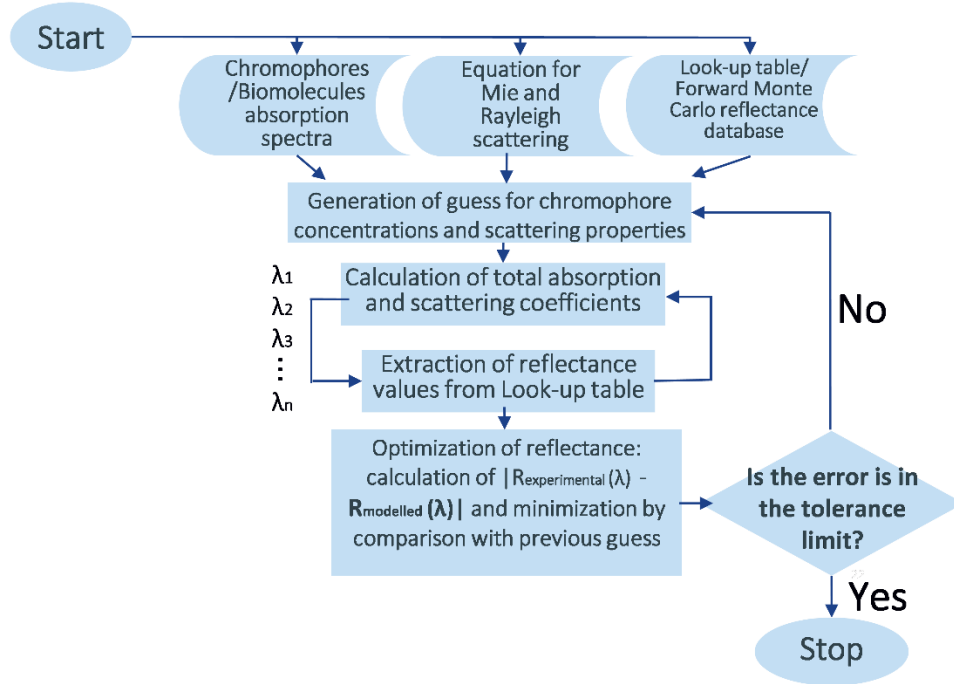 Start
Chromophores
/Biomolecules
absorption
spectra
Equation for
Mie and
Rayleigh
scattering
Look-up table/
Forward Monte
Carlo reflectance
database
Generation of guess for chromophore
concentrations and scattering properties
λ1
λ2
λ3
⋮
λn
Calculation of total absorption
and scattering coefficients
Extraction of reflectance
values from Look-up table
Optimization of reflectance:
calculation of |Rexperimental (λ) -
Rmodelled (λ)| and minimization by
comparison with previous guess
No
Is the error is in
the tolerance
limit?
Yes
Stop